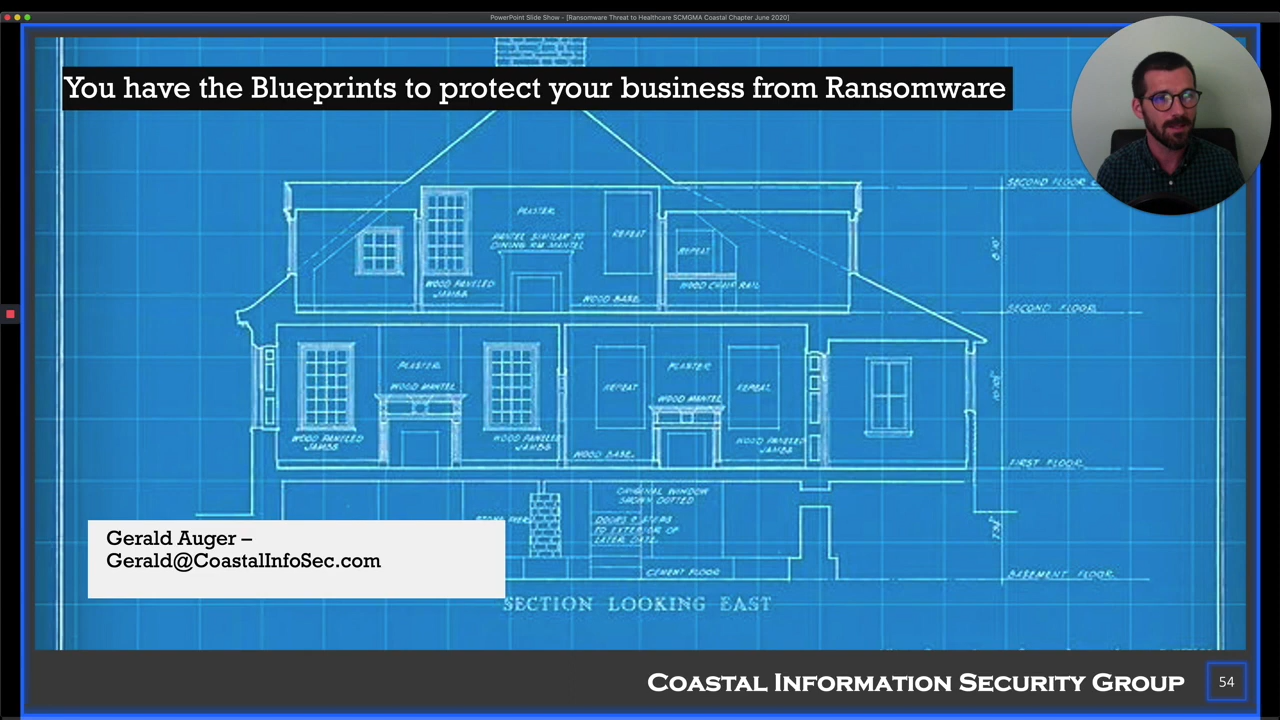 PowerPoint Slide Show - [Ransomware Threat to Healthcare SCMGMA Coastal Chapter June 2020]
You have the Blueprints to protect your business from Ransomware
SECOND FLOOR
PLASTER
MANTEL SIMILAR TO
DINING RM MANTEL
REPEAT
REPEAT
WOOD PANELED
JAMBS
WOOD BASE
WOOD CHAIR RAIL
SECOND FLOOR
PLASTER
WOOD MANTEL
REPEAT
PLASTER
WOOD MANTEL
REPEAT
WOOD PANELED
JAMBS
WOOD PANELED
JAMBS
WOOD BASE
WOOD PANELED
JAMBS
FIRST FLOOR
ORIGINAL WINDOW
SHOWN DOTTED
DOORS & STEPS
TO EXTERIOR OF
LATER DATE
CEMENT FLOOR
BASEMENT FLOOR
Gerald Auger –
Gerald@CoastalInfoSec.com
SECTION LOOKING EAST
COASTAL INFORMATION SECURITY GROUP
54